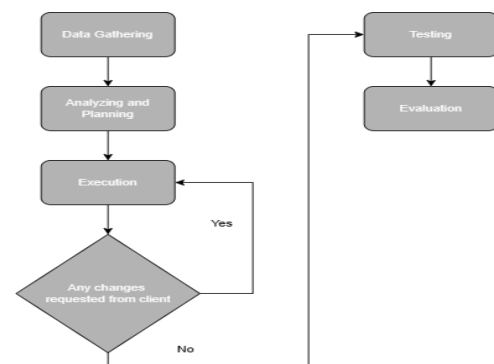 Data Gathering
Analyzing and
Planning
Execution
Yes
Any changes
requested from client
No
Testing
Evaluation